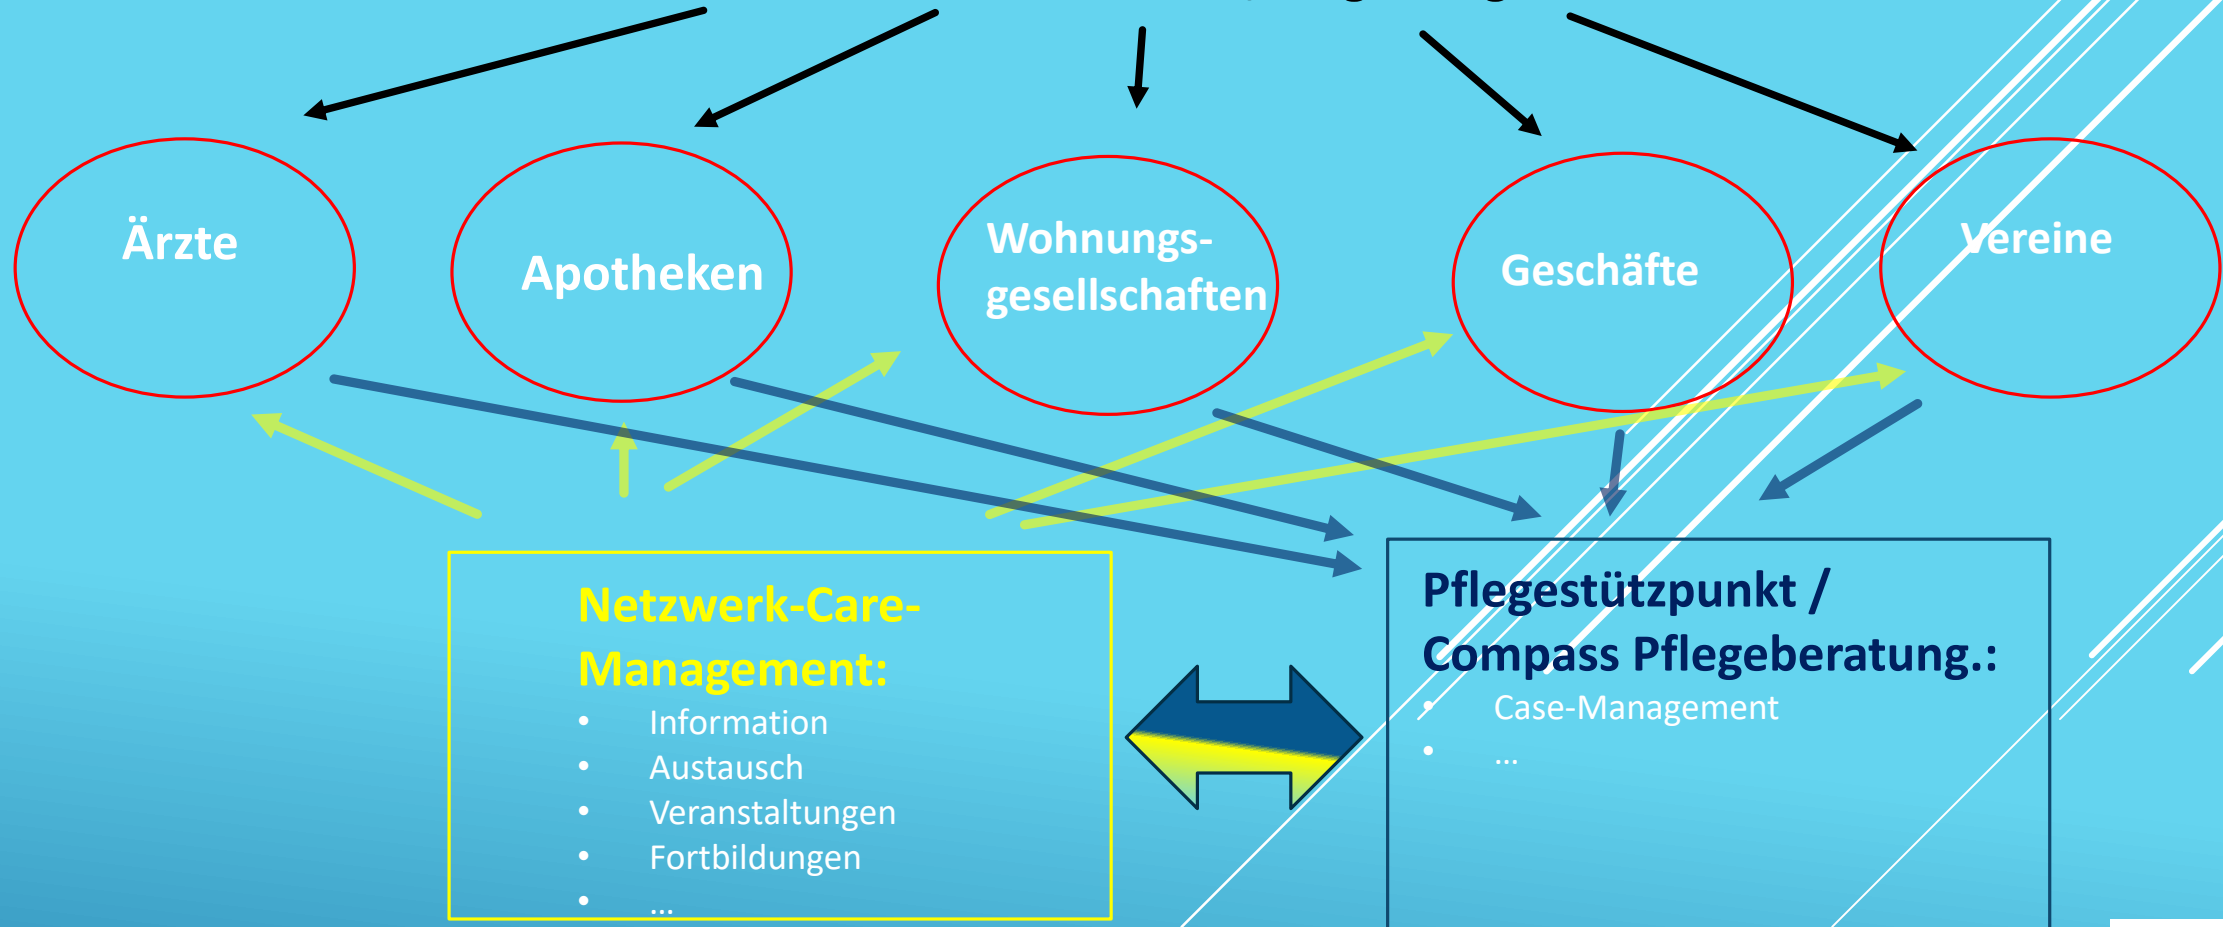 Ärzte
Apotheken
Wohnungs-
gesellschaften
Geschäfte
Vereine
Netzwerk-Care-
Management:
• Information
• Austausch
• Veranstaltungen
• Fortbildungen
• ...
Pflegestützpunkt /
Compass Pflegeberatung.:
• Case-Management
• ...